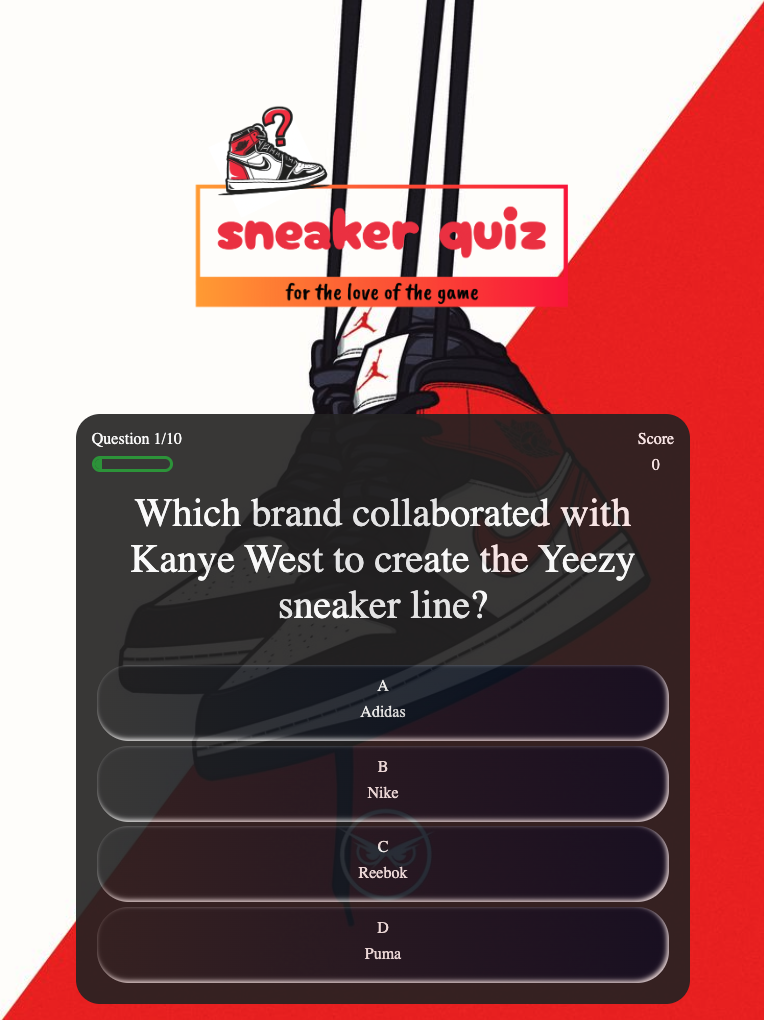 sneaker quiz
for the love of the game
Question 1/10
Score
0
Which brand collaborated with
Kanye West to create the Yeezy
sneaker line?
A
Adidas
B
Nike
C
Reebok
D
Puma